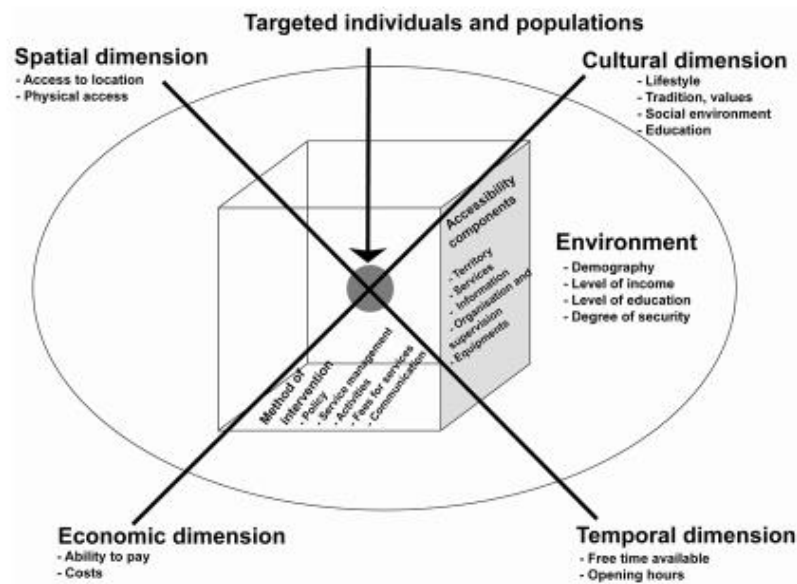 Targeted individuals and populations
Spatial dimension
- Access to location
- Physical access
Cultural dimension
- Lifestyle
- Tradition, values
- Social environment
- Education
Accessibility
components
- Territory
- Services
- Information
- Organisation and
supervision
- Equipments
Environment
- Demography
- Level of income
- Level of education
- Degree of security
Method of
intervention
- Policy
- Service management
- Activities
- Fees for services
- Communication
Economic dimension
- Ability to pay
- Costs
Temporal dimension
- Free time available
- Opening hours